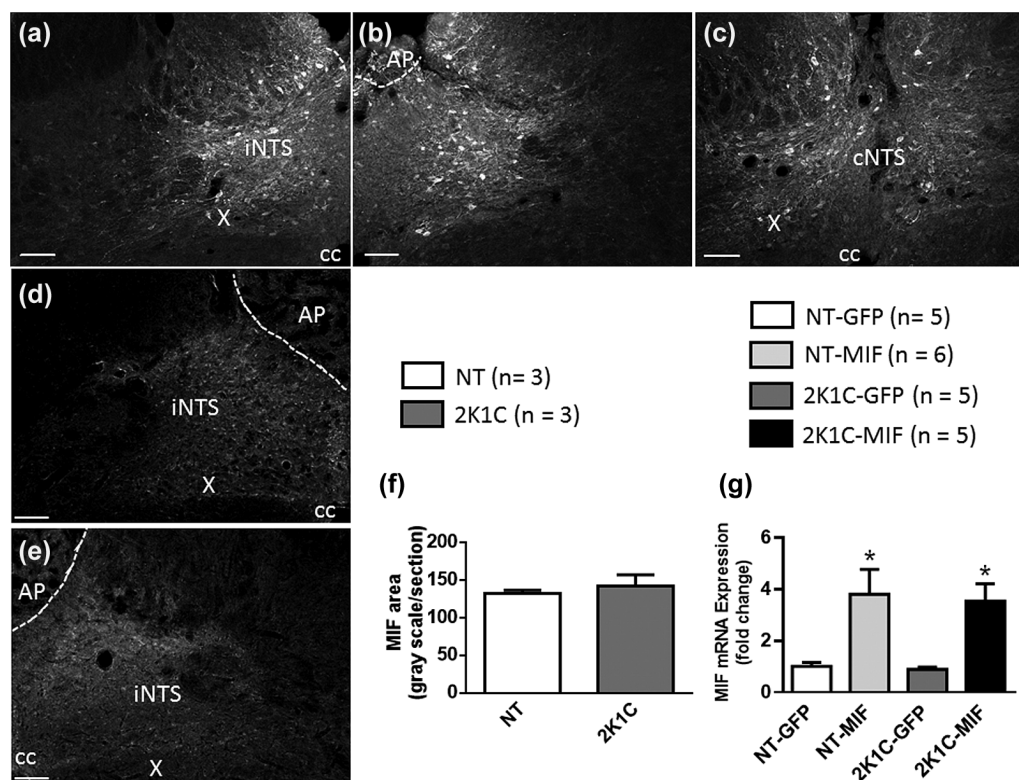 (a)
iNTS
X
cc
(b)
AP
(c)
cNTS
X
cc
(d)
AP
iNTS
X
cc
(e)
AP
iNTS
cc
X
NT (n= 3)
2K1C (n = 3)
NT-GFP (n= 5)
NT-MIF (n = 6)
2K1C-GFP (n= 5)
2K1C-MIF (n = 5)
(f)
MIF area
(gray scale/section)
200
150
100
50
0
NT
2K1C
(g)
MIF mRNA Expression
(fold change)
6
4
2
0
*
*
NT-GFP
NT-MIF
2K1C-GFP
2K1C-MIF